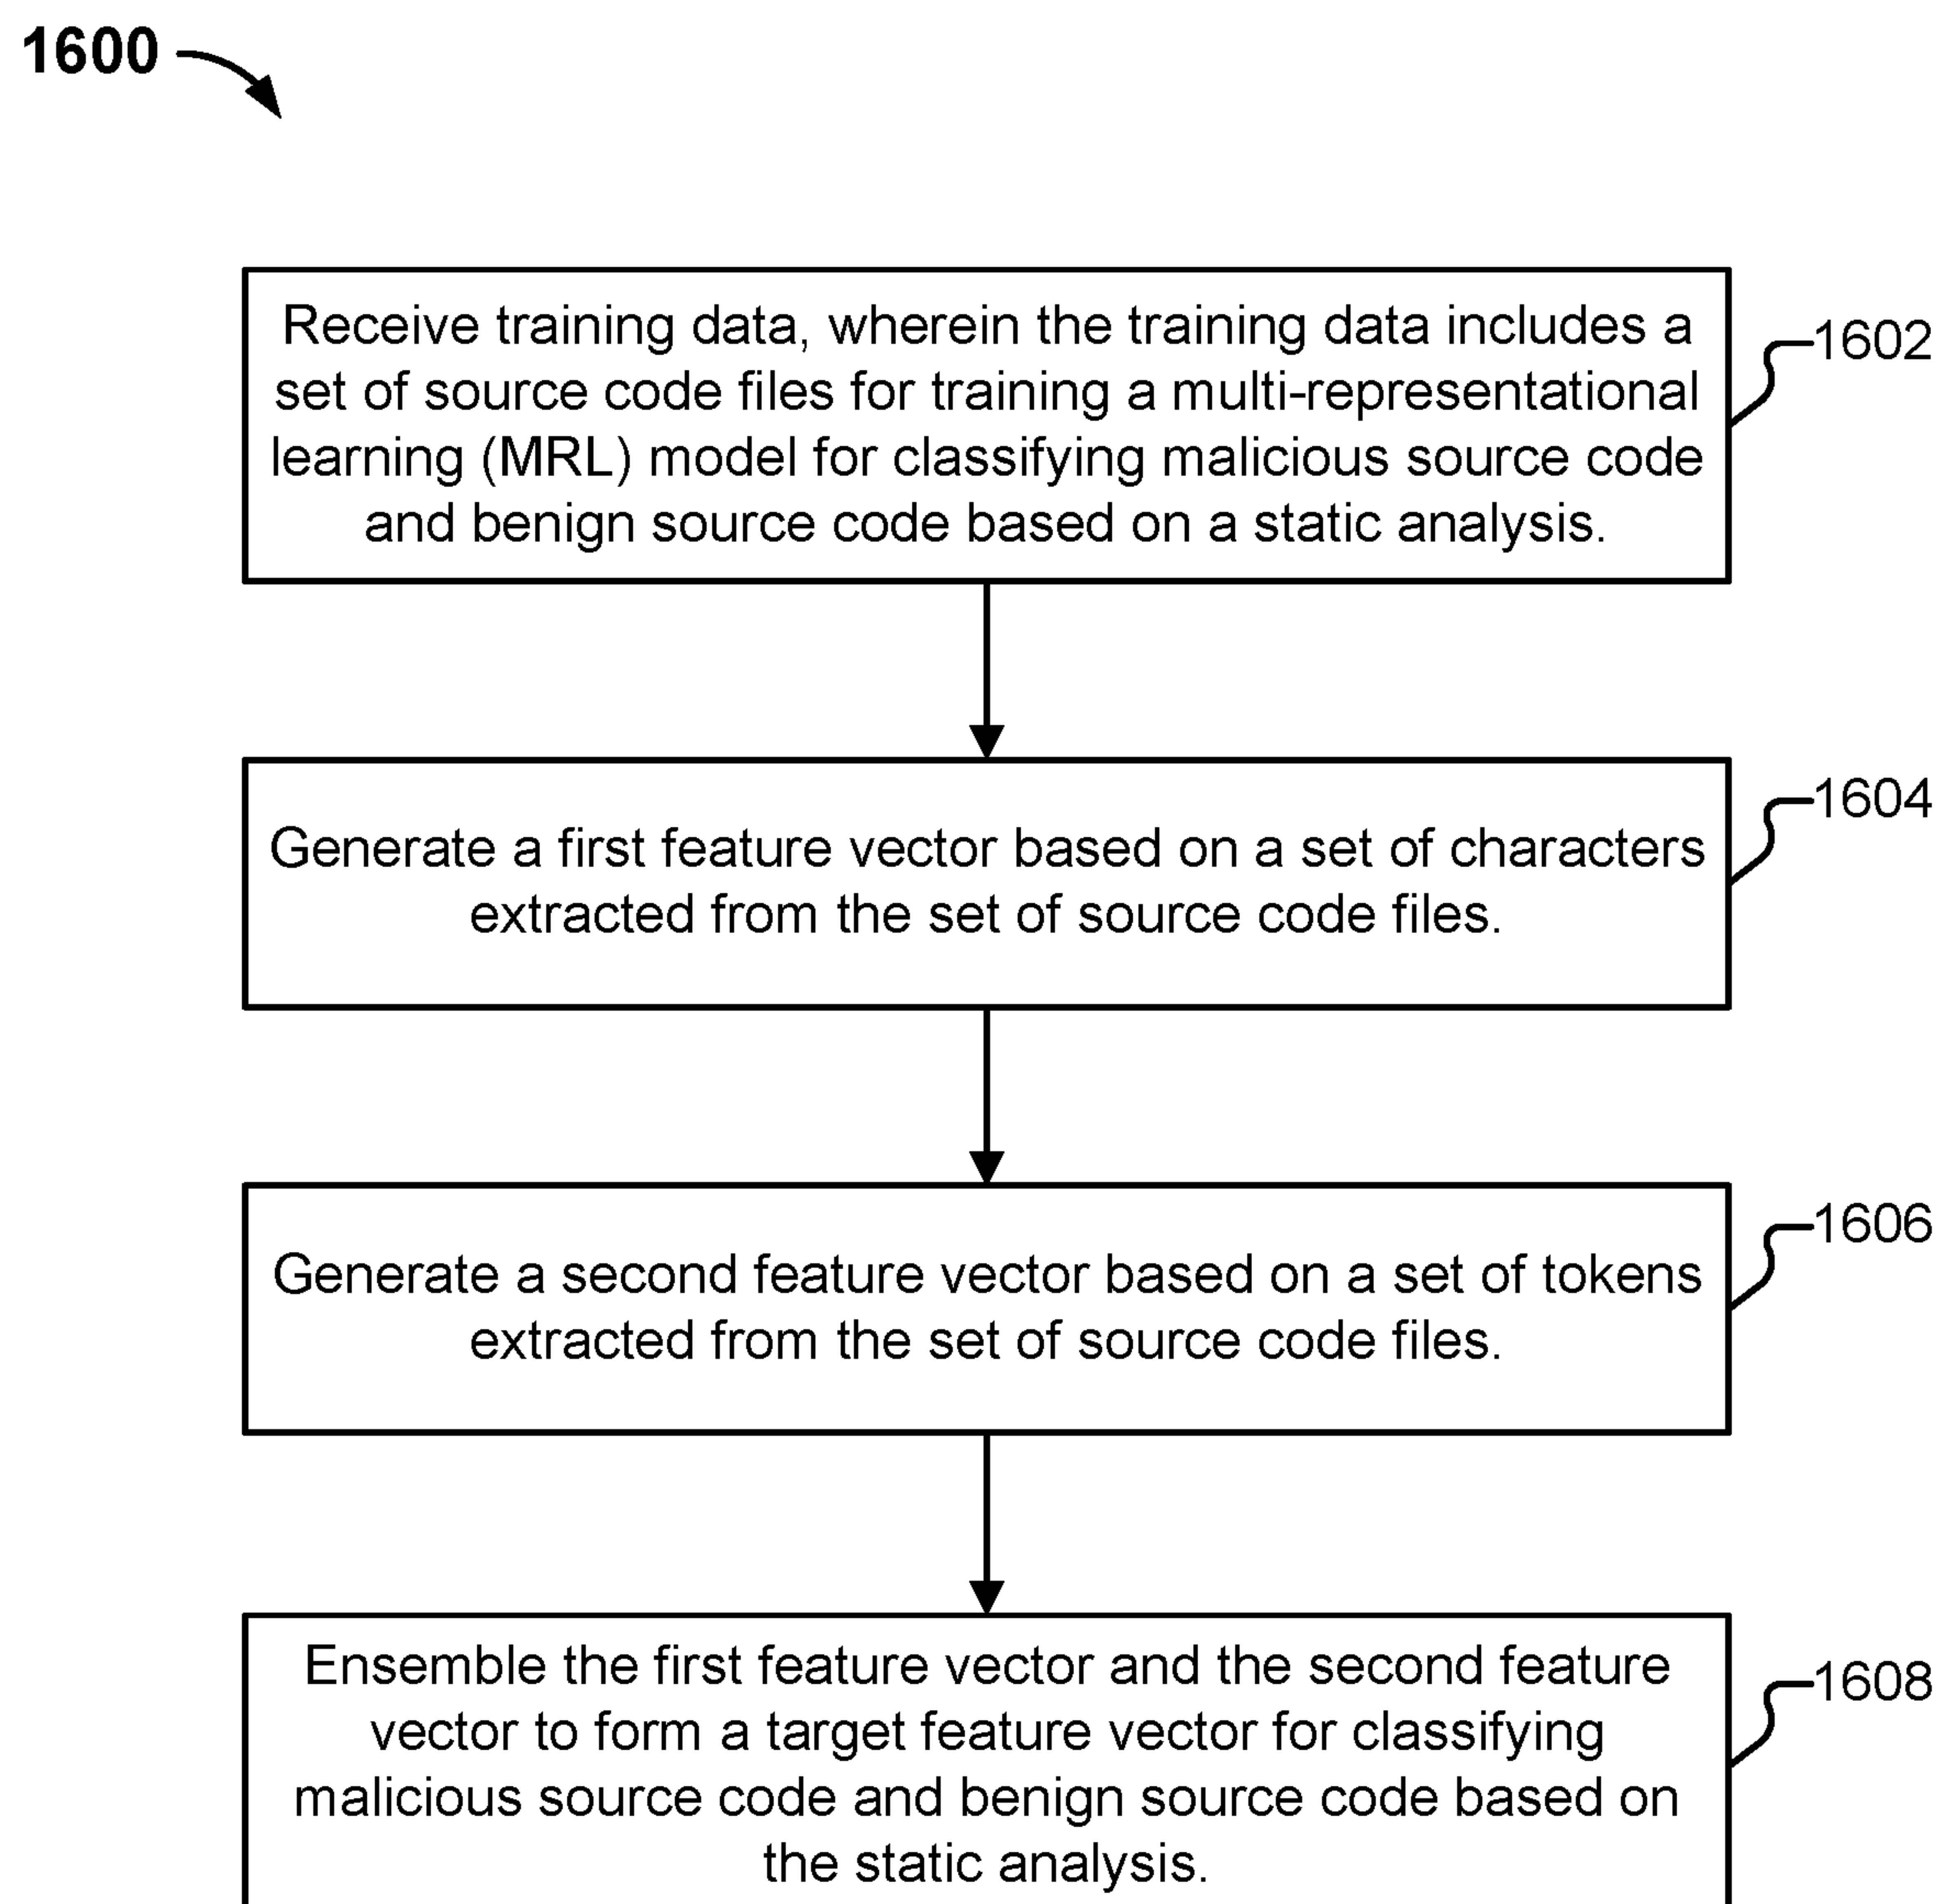 1600
Receive training data, wherein the training data includes a
set of source code files for training a multi-representational
learning (MRL) model for classifying malicious source code
and benign source code based on a static analysis.
1602
Generate a first feature vector based on a set of characters
extracted from the set of source code files.
1604
Generate a second feature vector based on a set of tokens
extracted from the set of source code files.
1606
Ensemble the first feature vector and the second feature
vector to form a target feature vector for classifying
malicious source code and benign source code based on
the static analysis.
1608